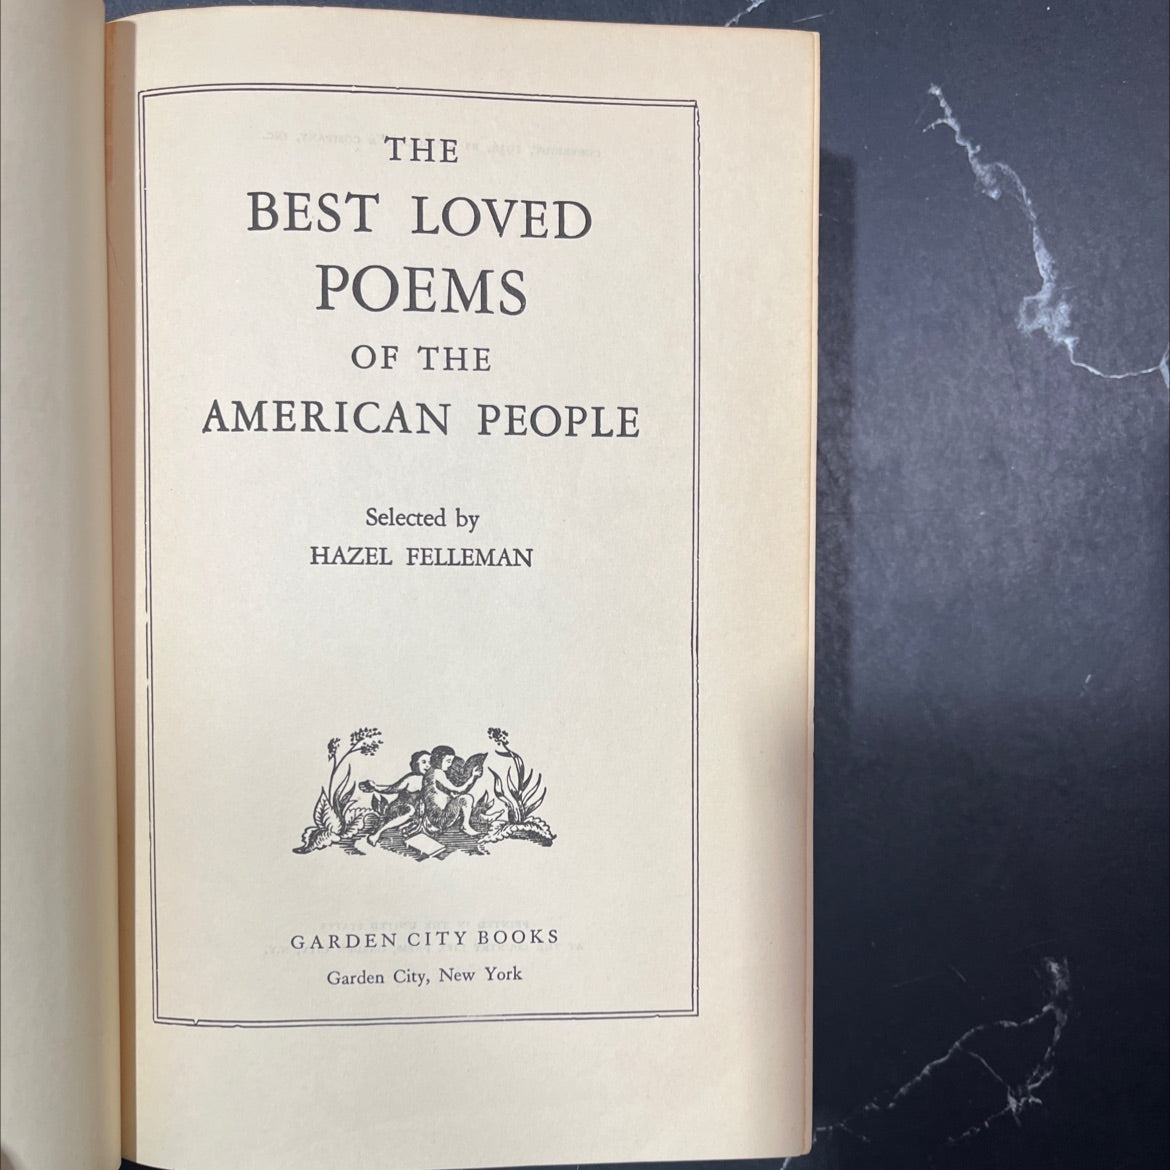 THE
BEST LOVED
POEMS
OF THE
AMERICAN PEOPLE
Selected by
HAZEL FELLEMAN
GARDEN CITY BOOKS
Garden City, New York